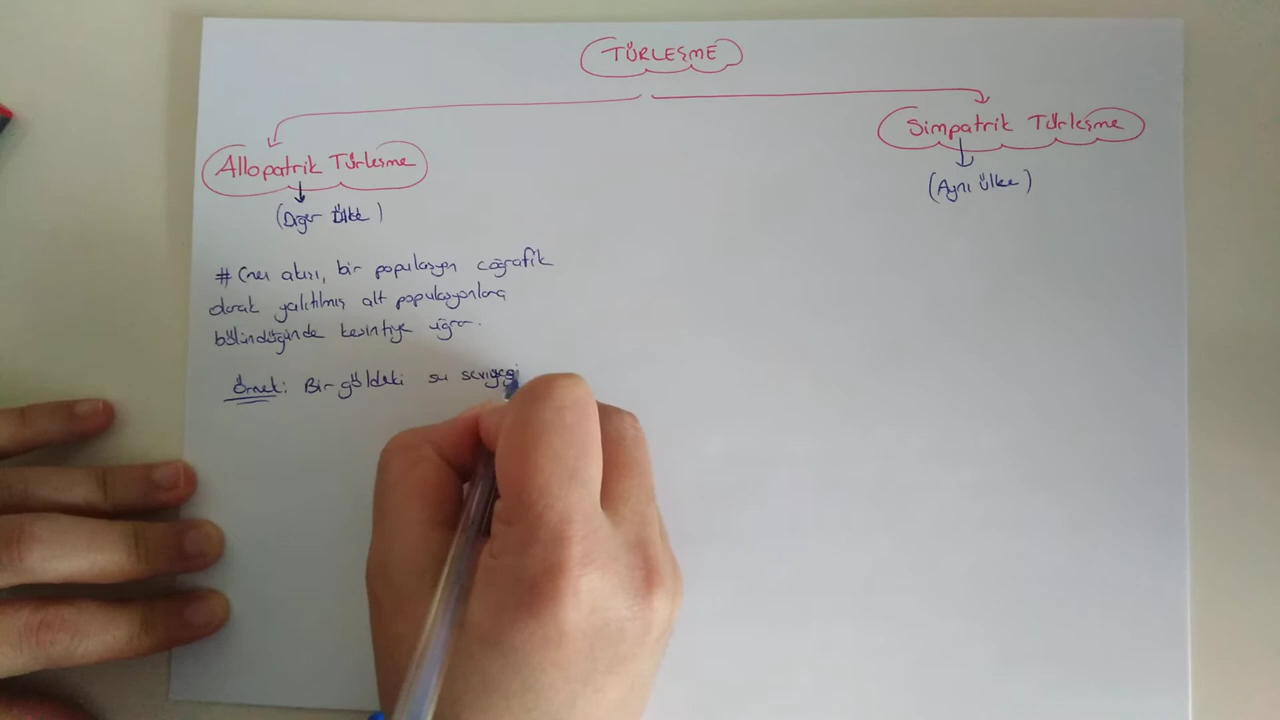 TÜRLEŞME
Allopatrik Türleşme
(Diğer Ülke)
# Gen akışı, bir populasyon coğrafik
olarak yalıtılmış alt populasyonlara
bölündüğünde kesintiye uğrar.
Örnek: Bir göldeki su seviyesi
Simpatrik Türleşme
(Aynı ülke)